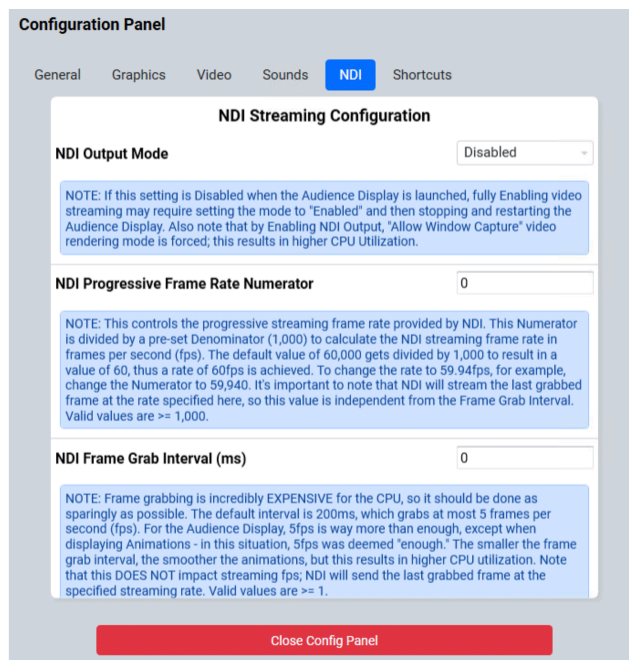 Configuration Panel
General Graphics Video Sounds NDI Shortcuts
NDI Streaming Configuration
NDI Output Mode Disabled
NOTE: If this setting is Disabled when the Audience Display is launched, fully Enabling video
streaming may require setting the mode to "Enabled" and then stopping and restarting the
Audience Display. Also note that by Enabling NDI Output, "Allow Window Capture" video
rendering mode is forced; this results in higher CPU Utilization.
NDI Progressive Frame Rate Numerator 0
NOTE: This controls the progressive streaming frame rate provided by NDI. This Numerator
is divided by a pre-set Denominator (1,000) to calculate the NDI streaming frame rate in
frames per second (fps). The default value of 60,000 gets divided by 1,000 to result in a
value of 60, thus a rate of 60fps is achieved. To change the rate to 59.94fps, for example,
change the Numerator to 59,940. It's important to note that NDI will stream the last grabbed
frame at the rate specified here, so this value is independent from the Frame Grab Interval.
Valid values are >= 1,000.
NDI Frame Grab Interval (ms) 0
NOTE: Frame grabbing is incredibly EXPENSIVE for the CPU, so it should be done as
sparingly as possible. The default interval is 200ms, which grabs at most 5 frames per
second (fps). For the Audience Display, 5fps is way more than enough, except when
displaying Animations - in this situation, 5fps was deemed "enough." The smaller the frame
grab interval, the smoother the animations, but this results in higher CPU utilization. Note
that this DOES NOT impact streaming fps; NDI will send the last grabbed frame at the
specified streaming rate. Valid values are >= 1.
Close Config Panel